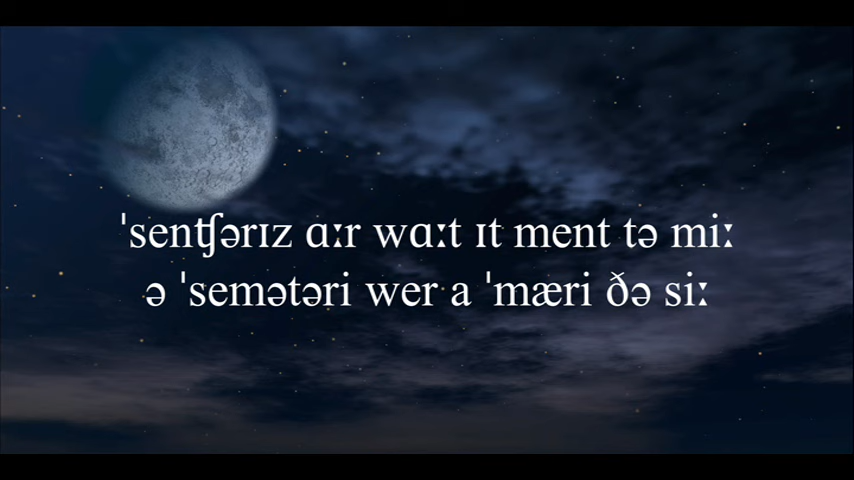 ˈsenʧərɪz ɑːr wɑːt ɪt ment tə miː
ə ˈsemətəri wer a ˈmæri ðə siː